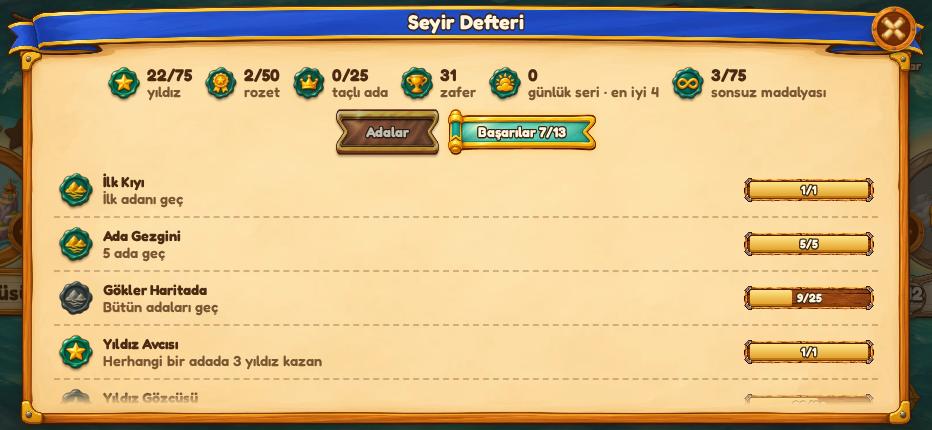 Seyir Defteri
22/75 yıldız
2/50 rozet
0/25 taçlı ada
31 zafer
0 günlük seri · en iyi 4
3/75 sonsuz madalyası
Adalar
Başarılar 7/13
İlk Kıyı
İlk adanı geç
1/1
Ada Gezgini
5 ada geç
5/5
Gökler Haritada
Bütün adaları geç
9/25
Yıldız Avcısı
Herhangi bir adada 3 yıldız kazan
1/1
Yıldız Gözcüsü